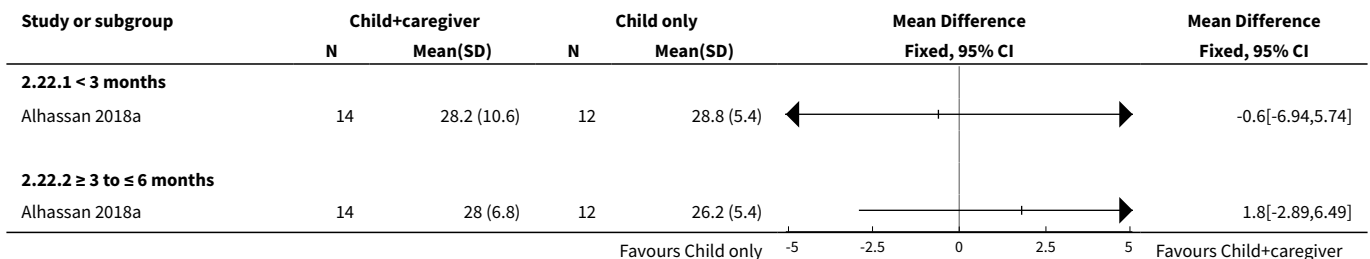 Study or subgroup Child+caregiver Child only Mean Difference Mean Difference
N Mean(SD) N Mean(SD) Fixed, 95% CI Fixed, 95% CI
2.22.1 < 3 months
Alhassan 2018a 14 28.2 (10.6) 12 28.8 (5.4) -0.6[-6.94,5.74]
2.22.2 ≥ 3 to ≤ 6 months
Alhassan 2018a 14 28 (6.8) 12 26.2 (5.4) 1.8[-2.89,6.49]
Favours Child only -5 -2.5 0 2.5 5 Favours Child+caregiver